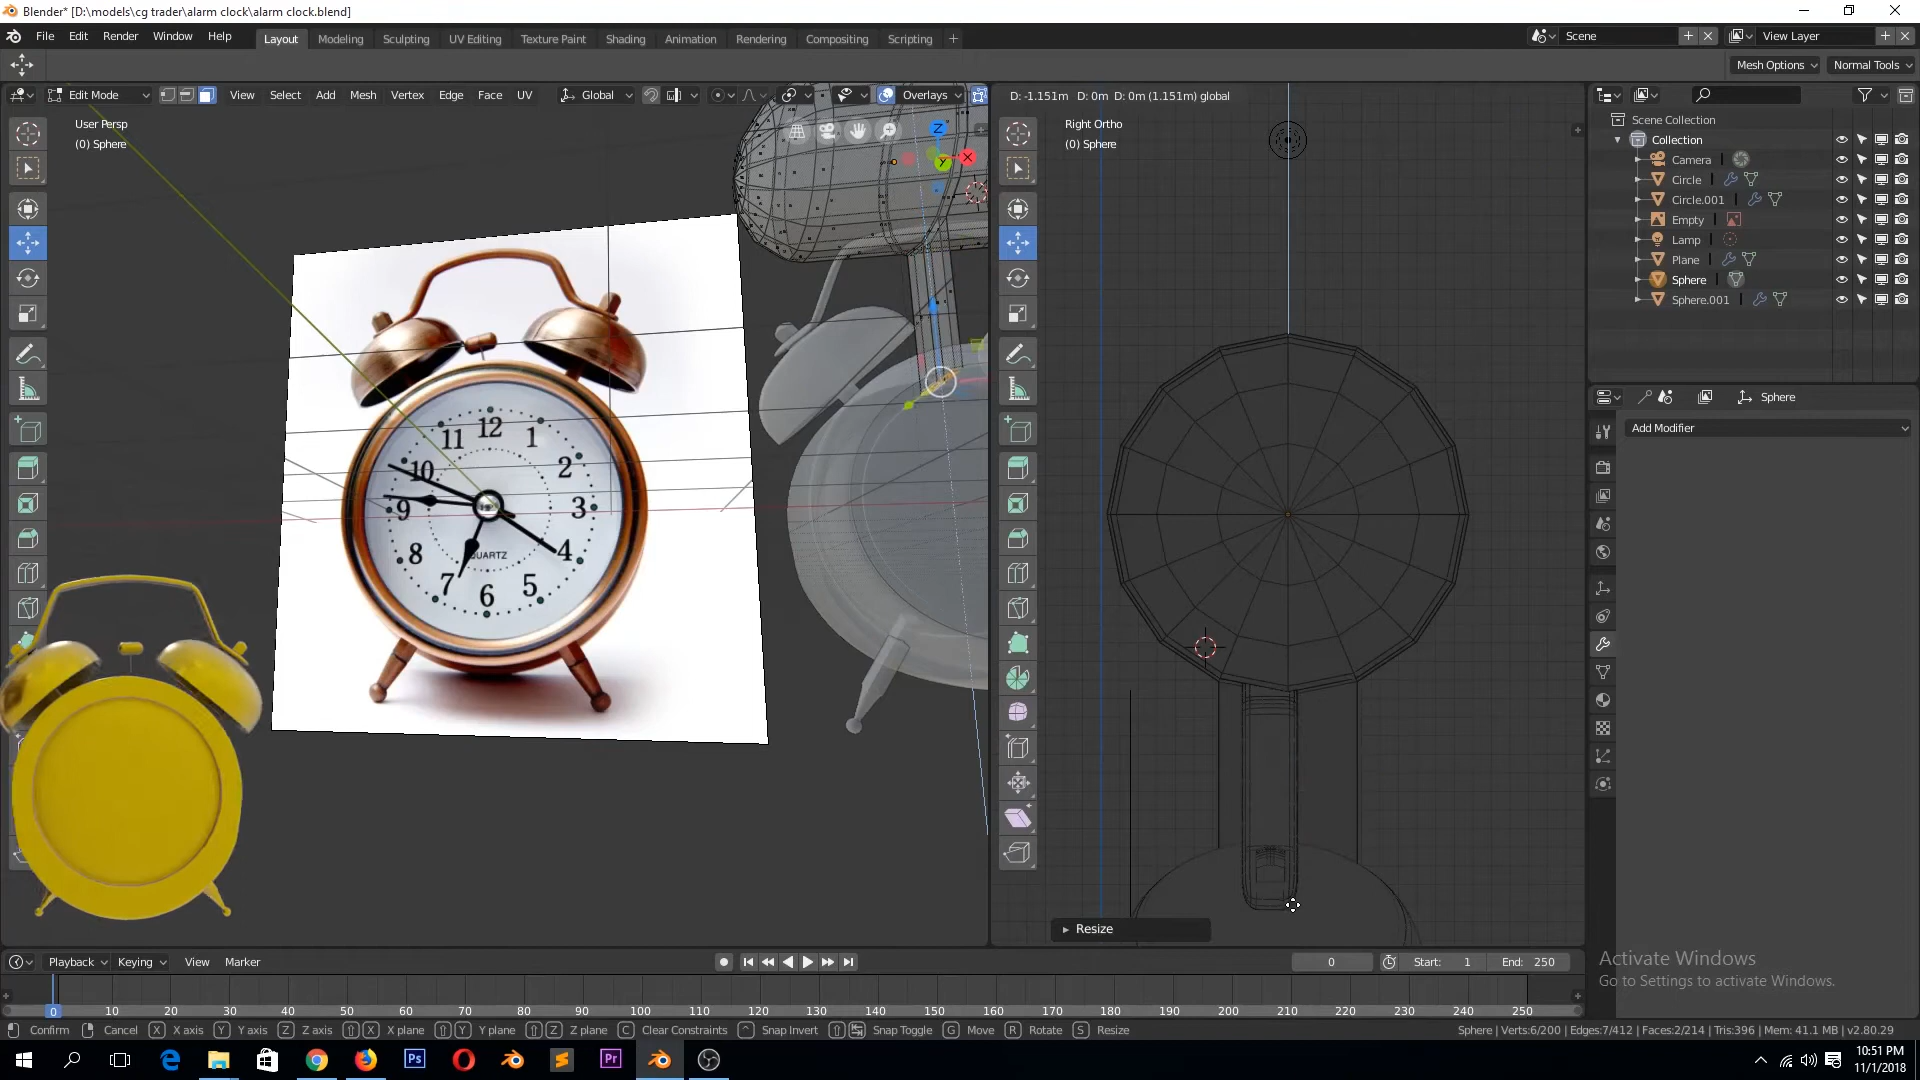 Blender* [D:\models\cg trader\alarm clock\alarm clock.blend]
File Edit Render Window Help
Layout Modeling Sculpting UV Editing Texture Paint Shading Animation Rendering Compositing Scripting +
Scene
View Layer
Mesh Options
Normal Tools
Edit Mode
View Select Add Mesh Vertex Edge Face UV
Global
Overlays
D: -1.151m D: 0m D: 0m (1.151m) global
User Persp
(0) Sphere
Right Ortho
(0) Sphere
Z
X
Y
Scene Collection
Collection
Camera
Circle
Circle.001
Empty
Lamp
Plane
Sphere
Sphere.001
Sphere
Add Modifier
12
11
1
10
2
9
3
8
4
7
5
6
QUARTZ
Resize
Playback Keying View Marker
0
Start: 1
End: 250
0 10 20 30 40 50 60 70 80 90 100 110 120 130 140 150 160 170 180 190 200 210 220 230 240 250
Activate Windows
Go to Settings to activate Windows.
Confirm Cancel X X axis Y Y axis Z Z axis X X plane Y Y plane Z Z plane C Clear Constraints ^ Snap Invert Snap Toggle G Move R Rotate S Resize
Sphere | Verts:6/200 | Edges:7/412 | Faces:2/214 | Tris:396 | Mem: 41.1 MB | v2.80.29
Ps
Pr
10:51 PM
11/1/2018